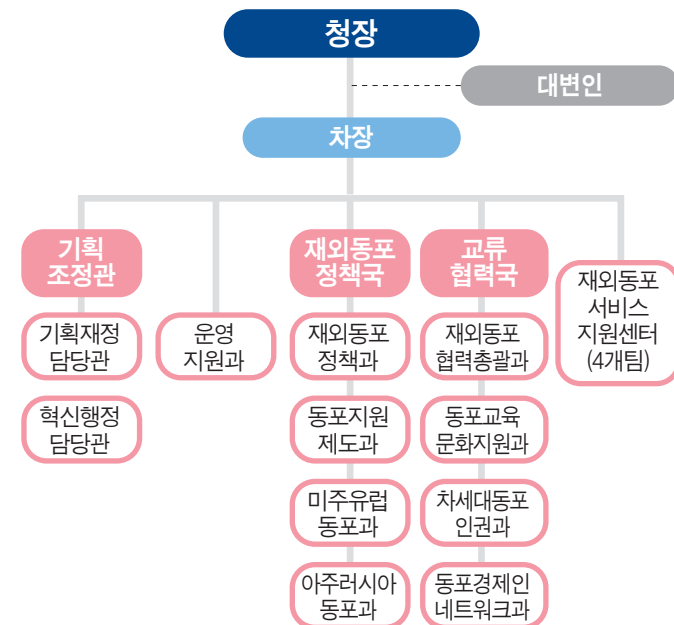 청장
대변인
차장
기획
조정관
재외동포
정책국
교류
협력국
재외동포
서비스
지원센터
(4개팀)
기획재정
담당관
운영
지원과
재외동포
정책과
재외동포
협력총괄과
혁신행정
담당관
동포지원
제도과
동포교육
문화지원과
미주유럽
동포과
차세대동포
인권과
아주러시아
동포과
동포경제인
네트워크과